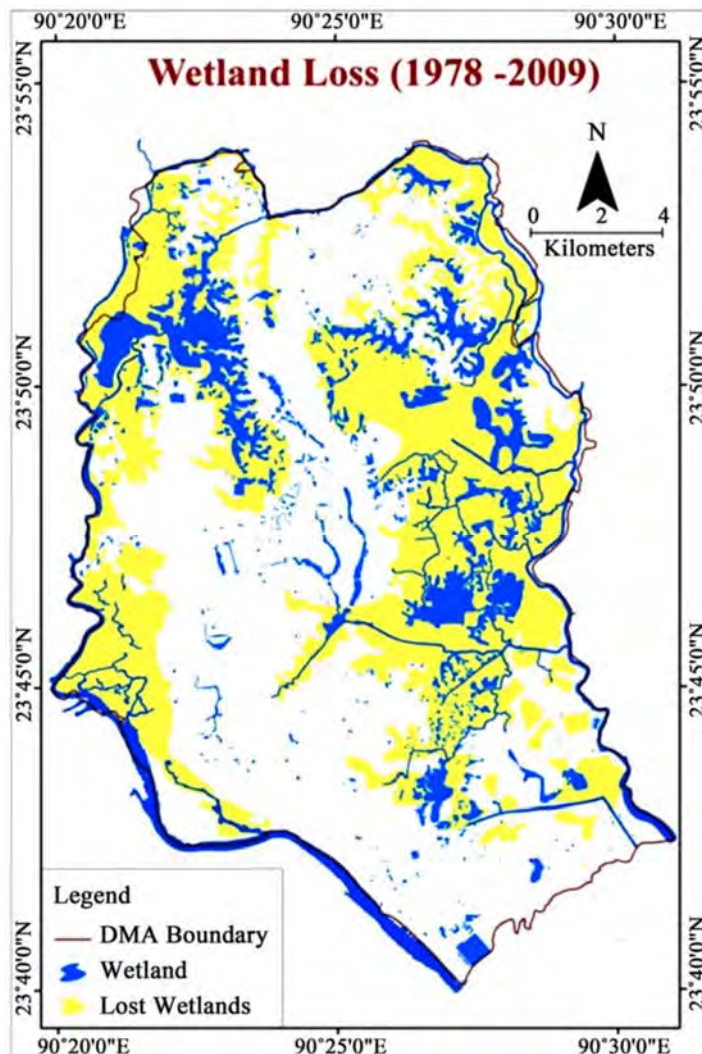 90°20'0"E 90°25'0"E 90°30'0"E
Wetland Loss (1978 -2009)
23°55'0"N 23°55'0"N
N
0 2 4
Kilometers
23°50'0"N 23°50'0"N
23°45'0"N 23°45'0"N
Legend
DMA Boundary
Wetland
Lost Wetlands
23°40'0"N 23°40'0"N
90°20'0"E 90°25'0"E 90°30'0"E